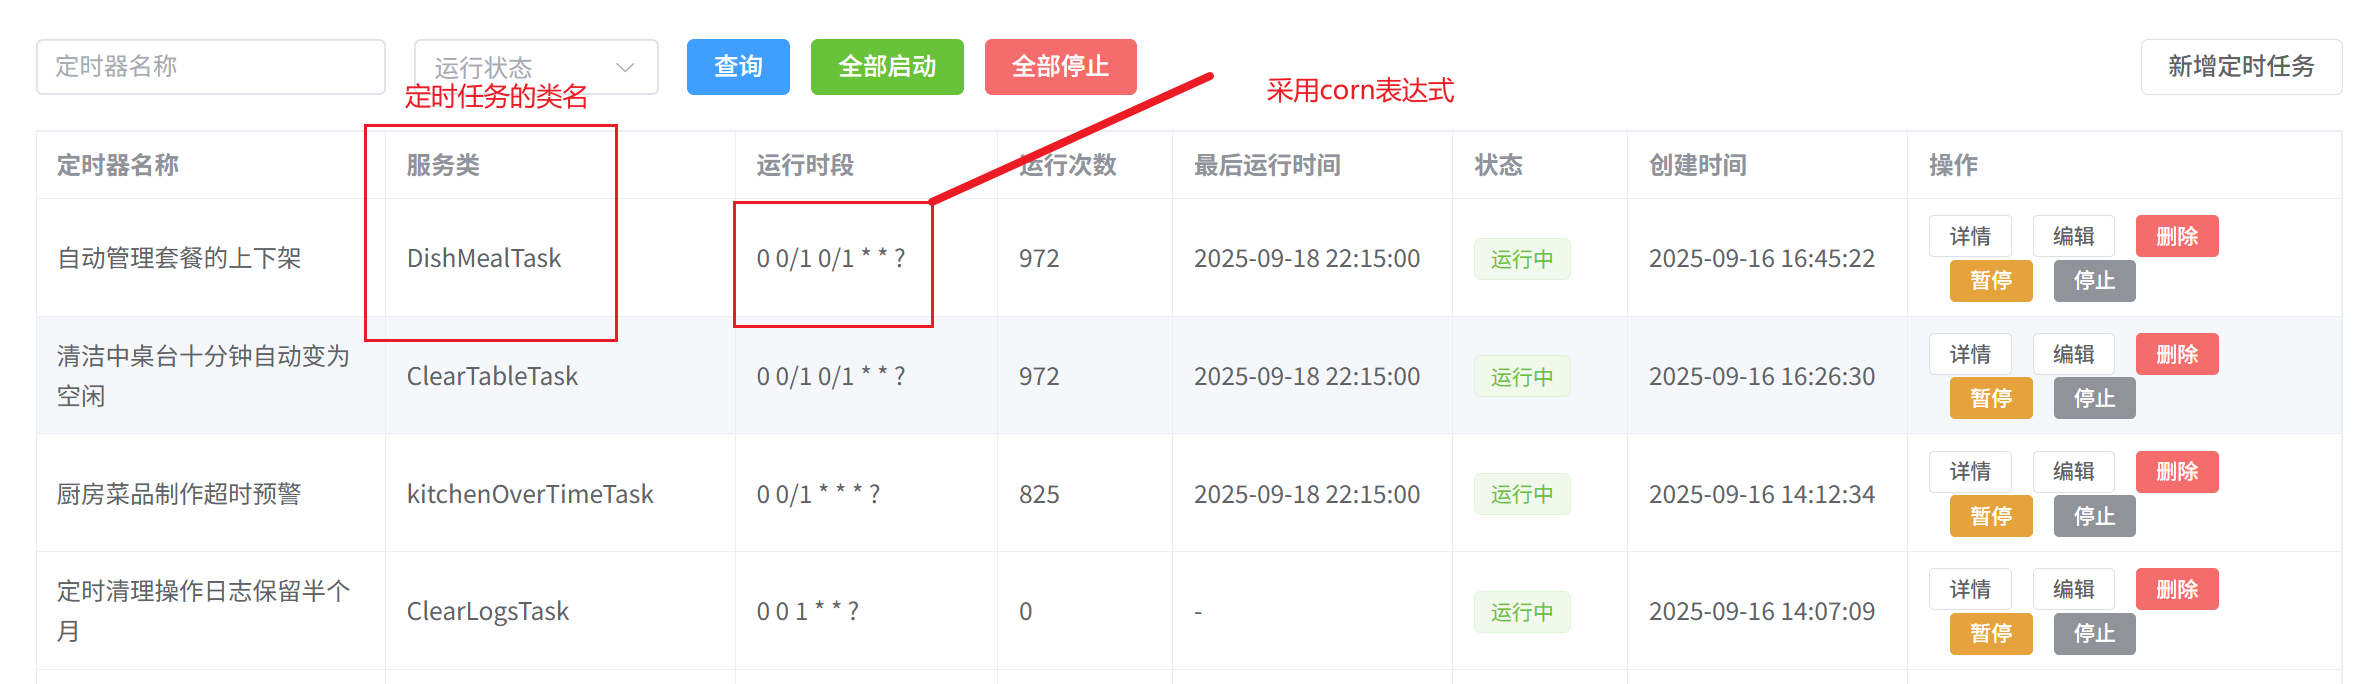 定时器名称
运行状态
查询
全部启动
全部停止
新增定时任务
定时任务的类名
采用corn表达式
定时器名称 服务类 运行时段 运行次数 最后运行时间 状态 创建时间 操作
自动管理套餐的上下架 DishMealTask 0 0/1 0/1 * * ? 972 2025-09-18 22:15:00 运行中 2025-09-16 16:45:22 详情 编辑 删除
暂停 停止
清洁中桌台十分钟自动变为
空闲 ClearTableTask 0 0/1 0/1 * * ? 972 2025-09-18 22:15:00 运行中 2025-09-16 16:26:30 详情 编辑 删除
暂停 停止
厨房菜品制作超时预警 kitchenOverTimeTask 0 0/1 * * * ? 825 2025-09-18 22:15:00 运行中 2025-09-16 14:12:34 详情 编辑 删除
暂停 停止
定时清理操作日志保留半个
月 ClearLogsTask 0 0 1 * * ? 0 - 运行中 2025-09-16 14:07:09 详情 编辑 删除
暂停 停止